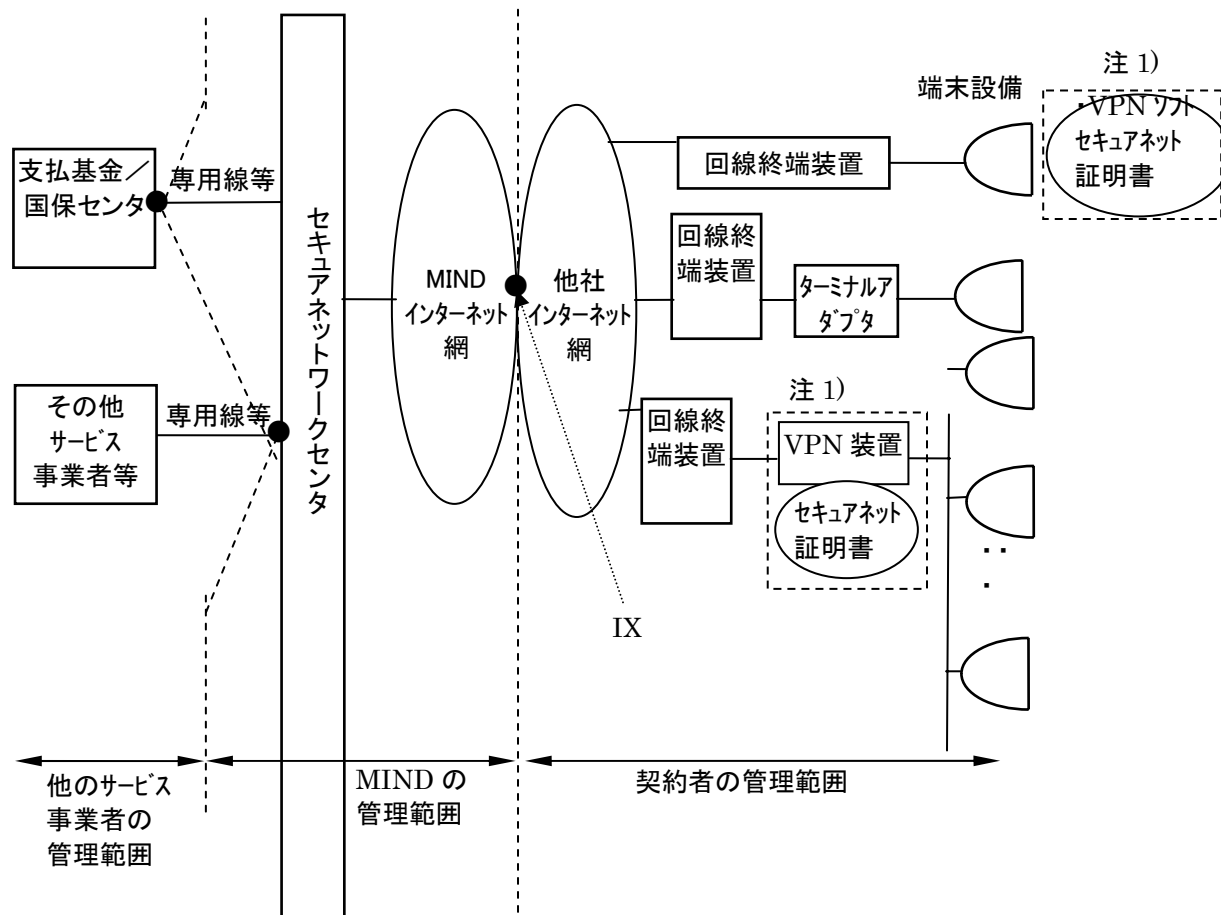 注 1)
端末設備
・VPN ｿﾌﾄ
セキュアネット
証明書
支払基金／
国保センタ
専用線等
回線終端装置
セキュアネットワークセンタ
MIND
インターネット
網
他社
インターネット
網
回線終
端装置
ターミナルア
ダプタ
その他
サービス
事業者等
専用線等
回線終
端装置
注 1)
VPN 装置
セキュアネット
証明書
・・
・
IX
他のサービス
事業者の
管理範囲
MIND の
管理範囲
契約者の管理範囲